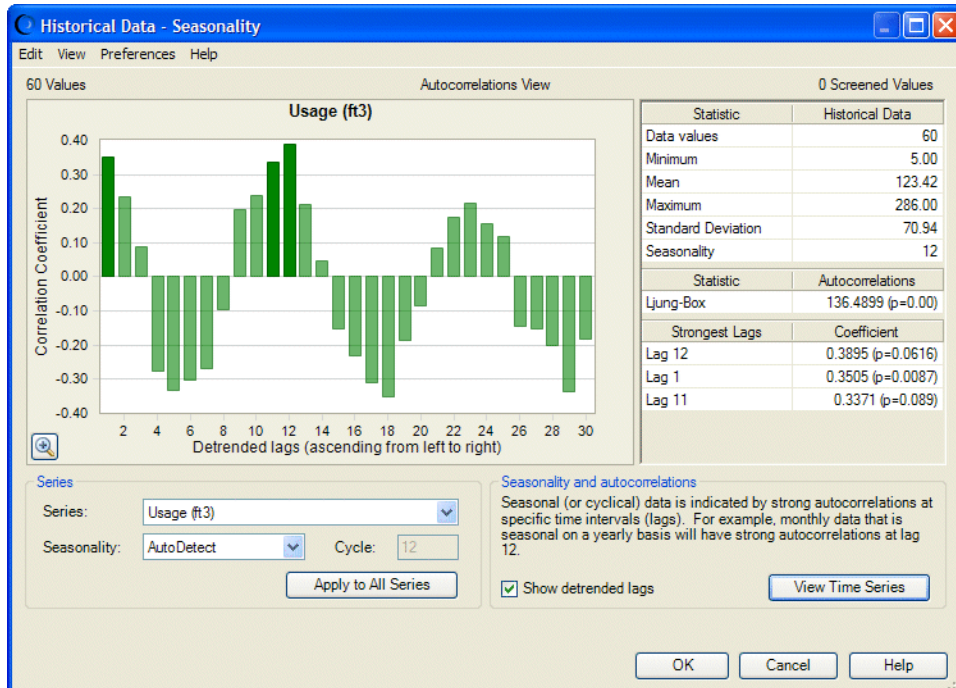 Historical Data - Seasonality
Edit View Preferences Help
60 Values Autocorrelations View 0 Screened Values
Usage (ft3)
Correlation Coefficient
0.40
0.30
0.20
0.10
0.00
-0.10
-0.20
-0.30
-0.40
2 4 6 8 10 12 14 16 18 20 22 24 26 28 30
Detrended lags (ascending from left to right)
Statistic Historical Data
Data values 60
Minimum 5.00
Mean 123.42
Maximum 286.00
Standard Deviation 70.94
Seasonality 12
Statistic Autocorrelations
Ljung-Box 136.4899 (p=0.00)
Strongest Lags Coefficient
Lag 12 0.3895 (p=0.0616)
Lag 1 0.3505 (p=0.0087)
Lag 11 0.3371 (p=0.089)
Series
Series: Usage (ft3)
Seasonality: AutoDetect Cycle: 12
Apply to All Series
Seasonality and autocorrelations
Seasonal (or cyclical) data is indicated by strong autocorrelations at
specific time intervals (lags). For example, monthly data that is
seasonal on a yearly basis will have strong autocorrelations at lag
12.
Show detrended lags View Time Series
OK Cancel Help